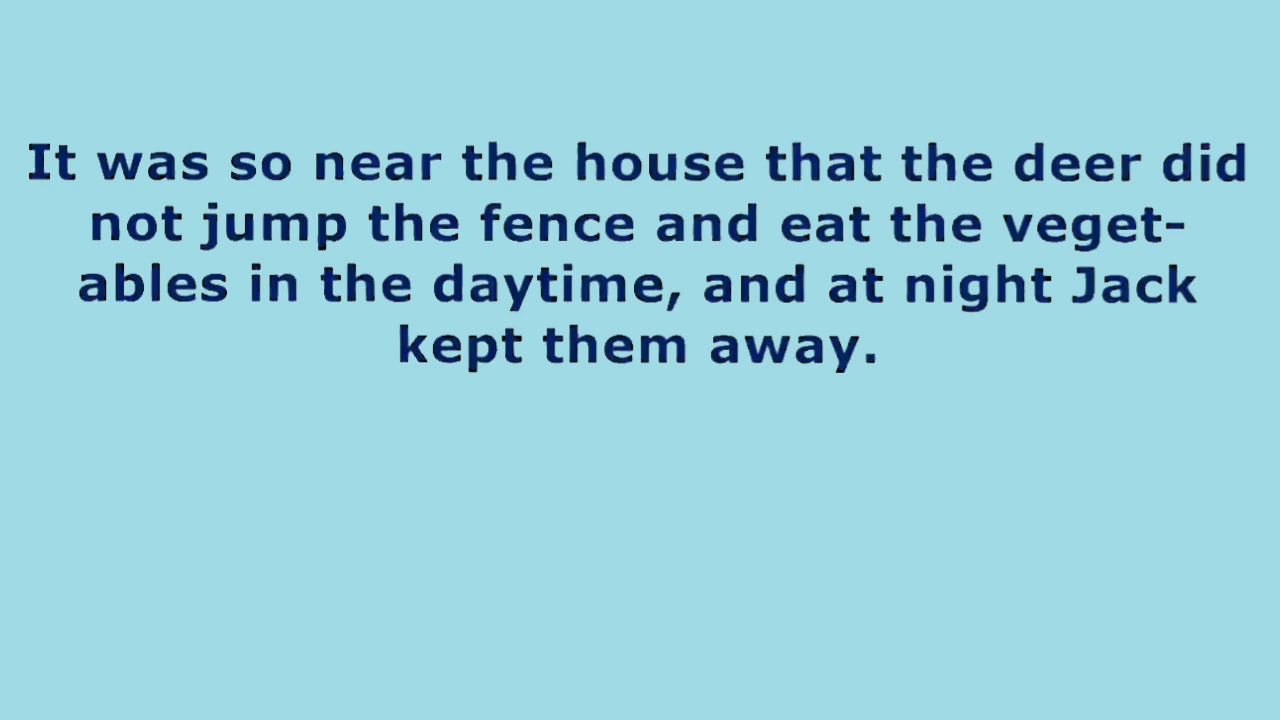 It was so near the house that the deer did
not jump the fence and eat the veget-
ables in the daytime, and at night Jack
kept them away.